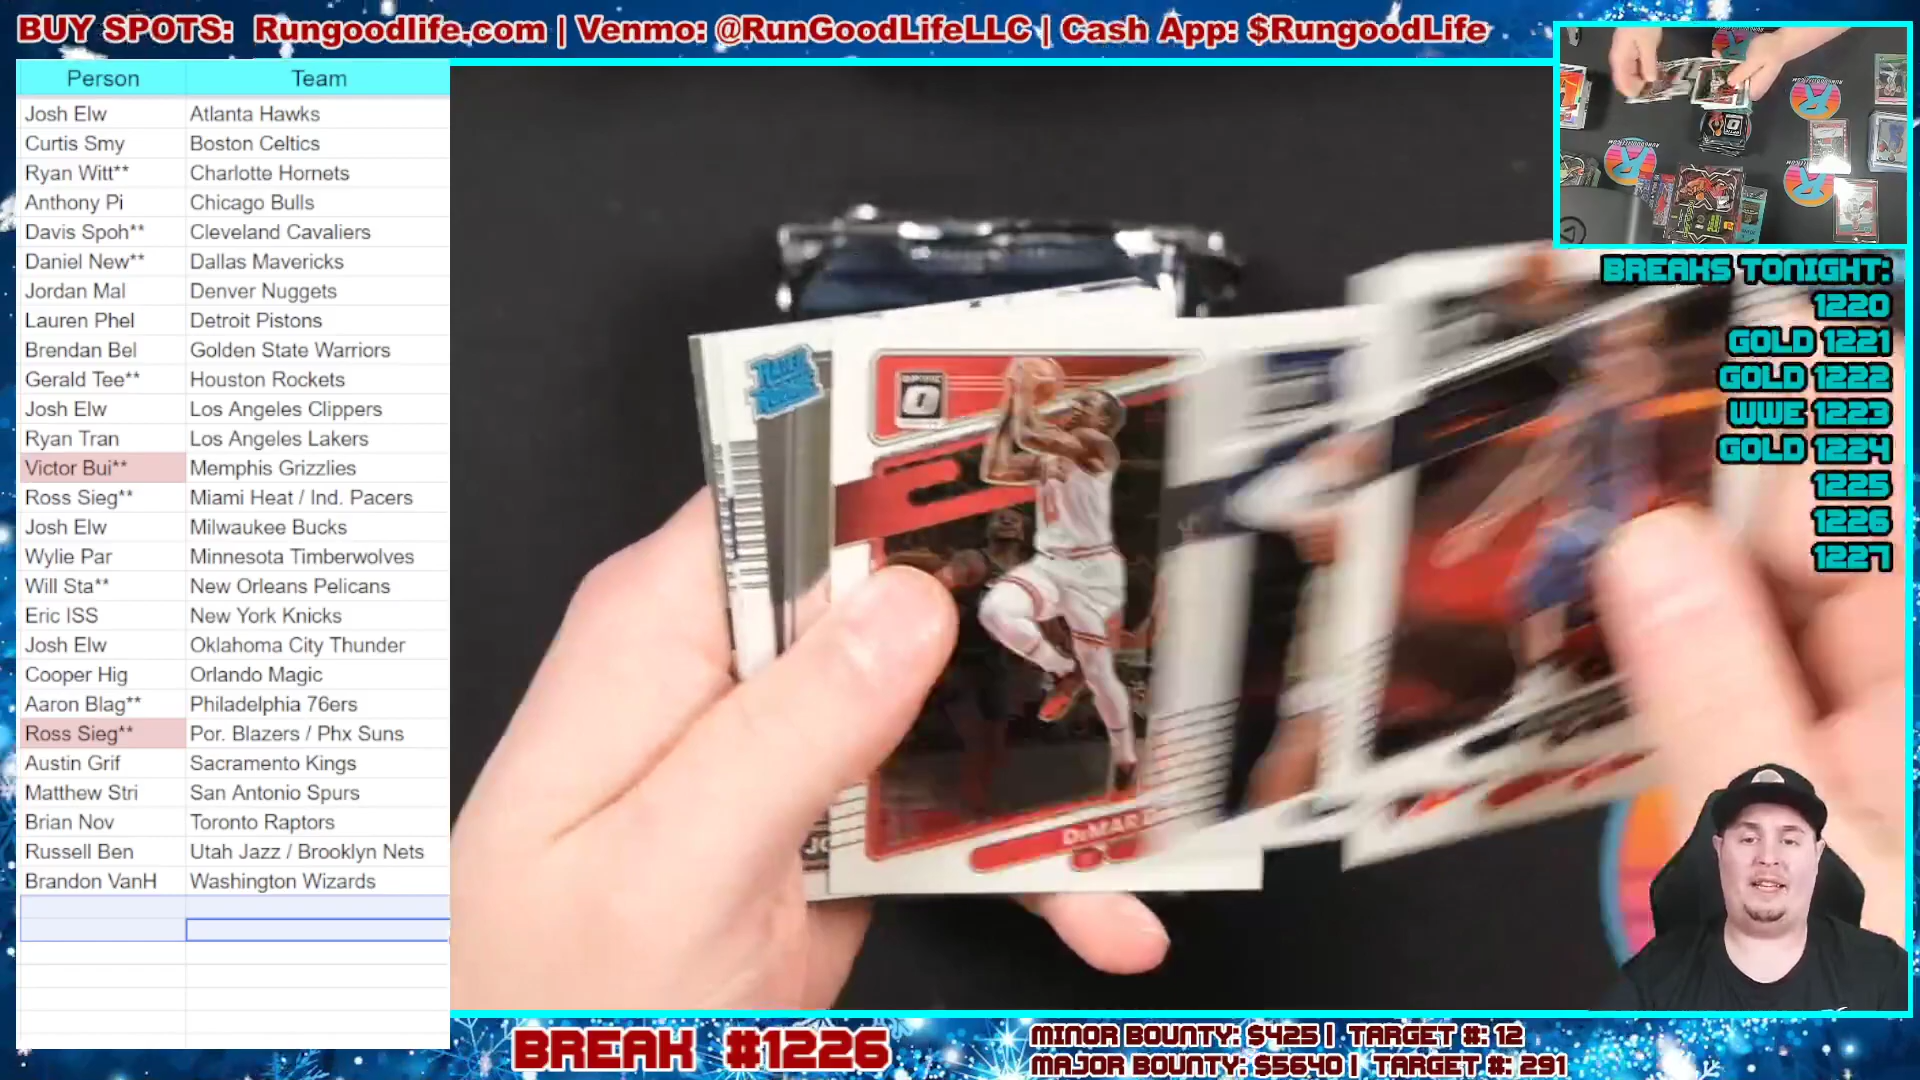 BUY SPOTS: Rungoodlife.com | Venmo: @RunGoodLifeLLC | Cash App: $RungoodLife
Person Team
Josh Elw Atlanta Hawks
Curtis Smy Boston Celtics
Ryan Witt** Charlotte Hornets
Anthony Pi Chicago Bulls
Davis Spoh** Cleveland Cavaliers
Daniel New** Dallas Mavericks
Jordan Mal Denver Nuggets
Lauren Phel Detroit Pistons
Brendan Bel Golden State Warriors
Gerald Tee** Houston Rockets
Josh Elw Los Angeles Clippers
Ryan Tran Los Angeles Lakers
Victor Bui** Memphis Grizzlies
Ross Sieg** Miami Heat / Ind. Pacers
Josh Elw Milwaukee Bucks
Wylie Par Minnesota Timberwolves
Will Sta** New Orleans Pelicans
Eric ISS New York Knicks
Josh Elw Oklahoma City Thunder
Cooper Hig Orlando Magic
Aaron Blag** Philadelphia 76ers
Ross Sieg** Por. Blazers / Phx Suns
Austin Grif Sacramento Kings
Matthew Stri San Antonio Spurs
Brian Nov Toronto Raptors
Russell Ben Utah Jazz / Brooklyn Nets
Brandon VanH Washington Wizards
BREAKS TONIGHT:
1220
GOLD 1221
GOLD 1222
WWE 1223
GOLD 1224
1225
1226
1227
BREAK #1226
MINOR BOUNTY: $425 | TARGET #: 12
MAJOR BOUNTY: $5640 | TARGET #: 291